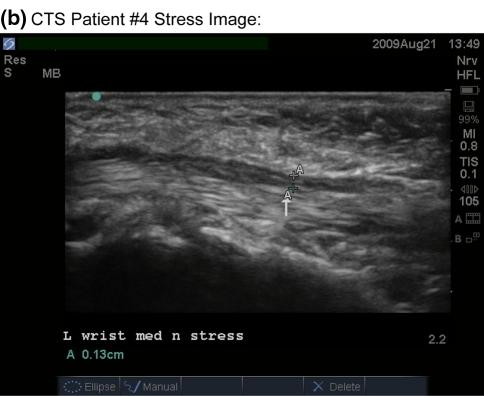 (b) CTS Patient #4 Stress Image:
2009Aug21 13:49
Res
S MB
Nrv
HFL
99%
MI
0.8
TIS
0.1
105
A
B
A
A
L wrist med n stress
A 0.13cm
2.2
Ellipse Manual Delete